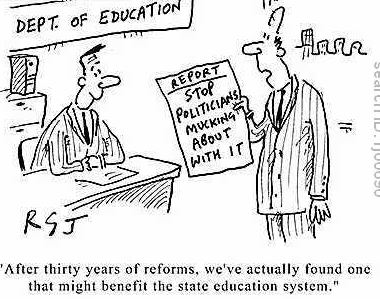 DEPT. OF EDUCATION
REPORT
STOP
POLITICIANS
MUCKING
ABOUT
WITH IT
RGJ
"After thirty years of reforms, we've actually found one
that might benefit the state education system."